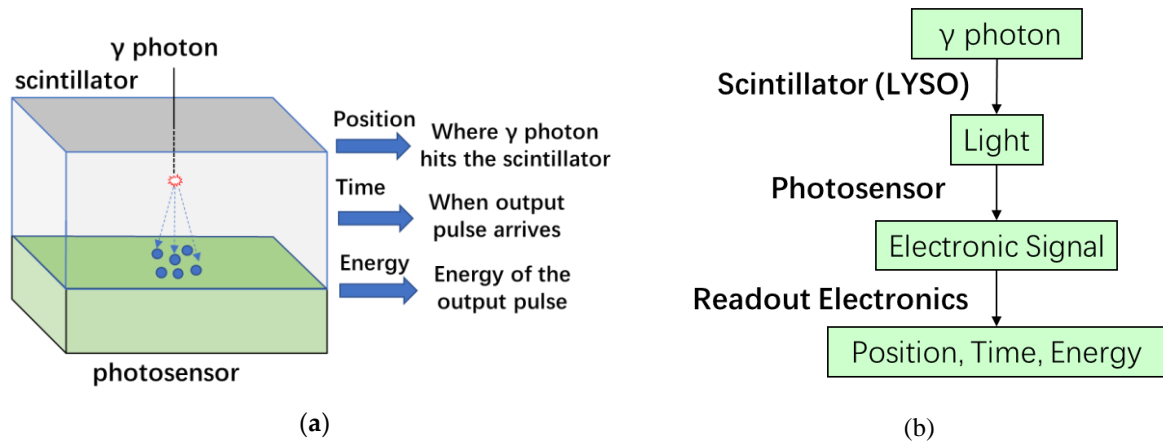 γ photon
scintillator
Position
Where γ photon
hits the scintillator
Time
When output
pulse arrives
Energy
Energy of the
output pulse
photosensor
(a)
γ photon
Scintillator (LYSO)
Light
Photosensor
Electronic Signal
Readout Electronics
Position, Time, Energy
(b)